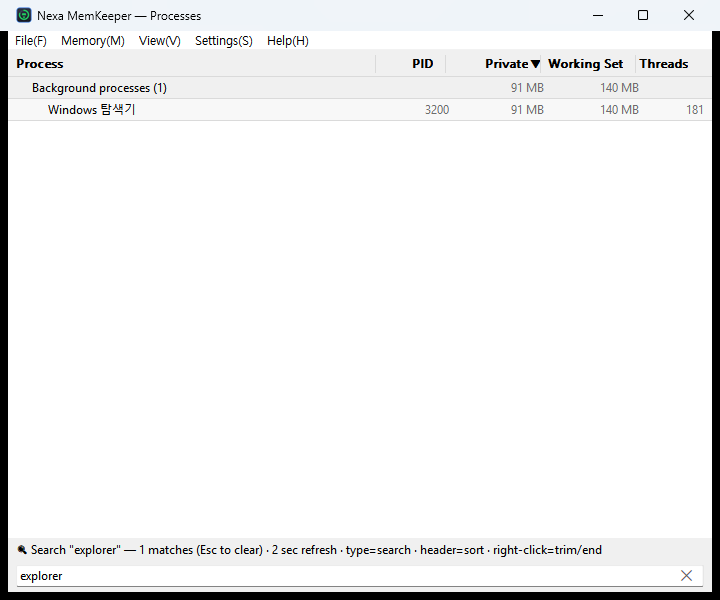 Nexa MemKeeper — Processes
File(F) Memory(M) View(V) Settings(S) Help(H)
Process PID Private▼ Working Set Threads
Background processes (1) 91 MB 140 MB
Windows 탐색기 3200 91 MB 140 MB 181
Search "explorer" — 1 matches (Esc to clear) · 2 sec refresh · type=search · header=sort · right-click=trim/end
explorer